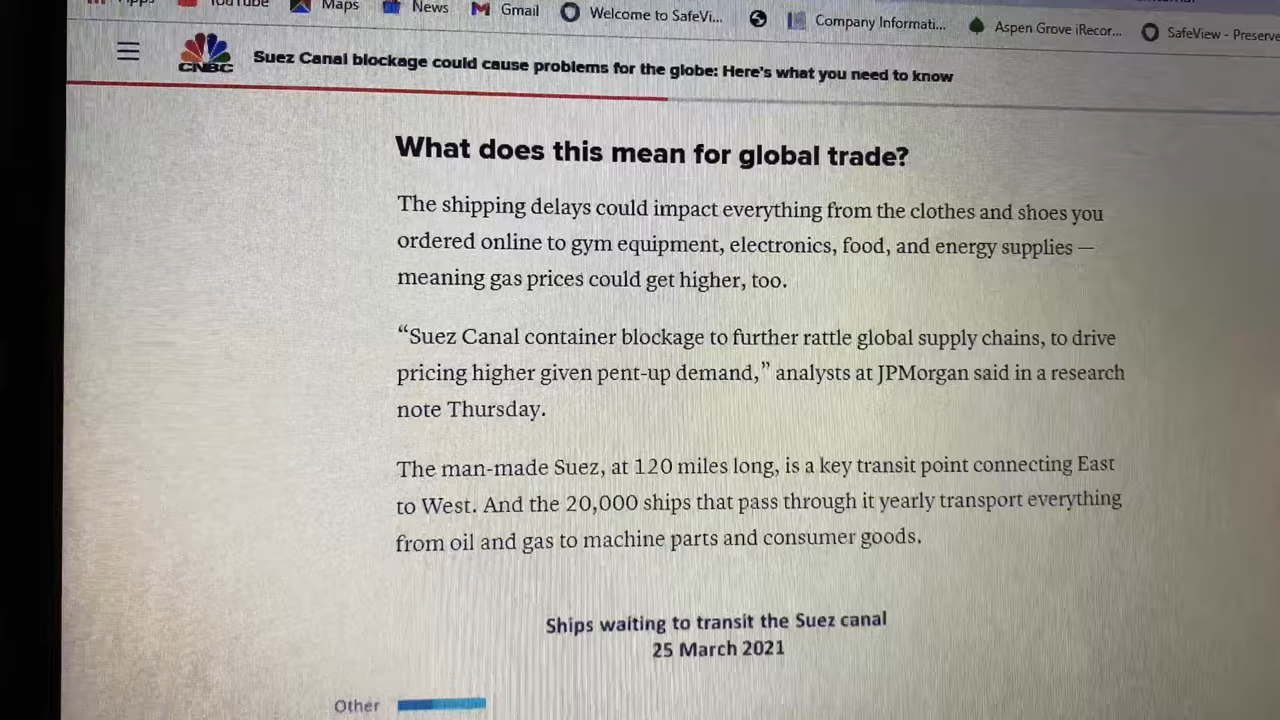 Maps News Gmail Welcome to SafeVi... Company Informati... Aspen Grove iRecor... SafeView - Preserve
CNBC Suez Canal blockage could cause problems for the globe: Here's what you need to know
What does this mean for global trade?
The shipping delays could impact everything from the clothes and shoes you
ordered online to gym equipment, electronics, food, and energy supplies —
meaning gas prices could get higher, too.
“Suez Canal container blockage to further rattle global supply chains, to drive
pricing higher given pent-up demand,” analysts at JPMorgan said in a research
note Thursday.
The man-made Suez, at 120 miles long, is a key transit point connecting East
to West. And the 20,000 ships that pass through it yearly transport everything
from oil and gas to machine parts and consumer goods.
Ships waiting to transit the Suez canal
25 March 2021
Other